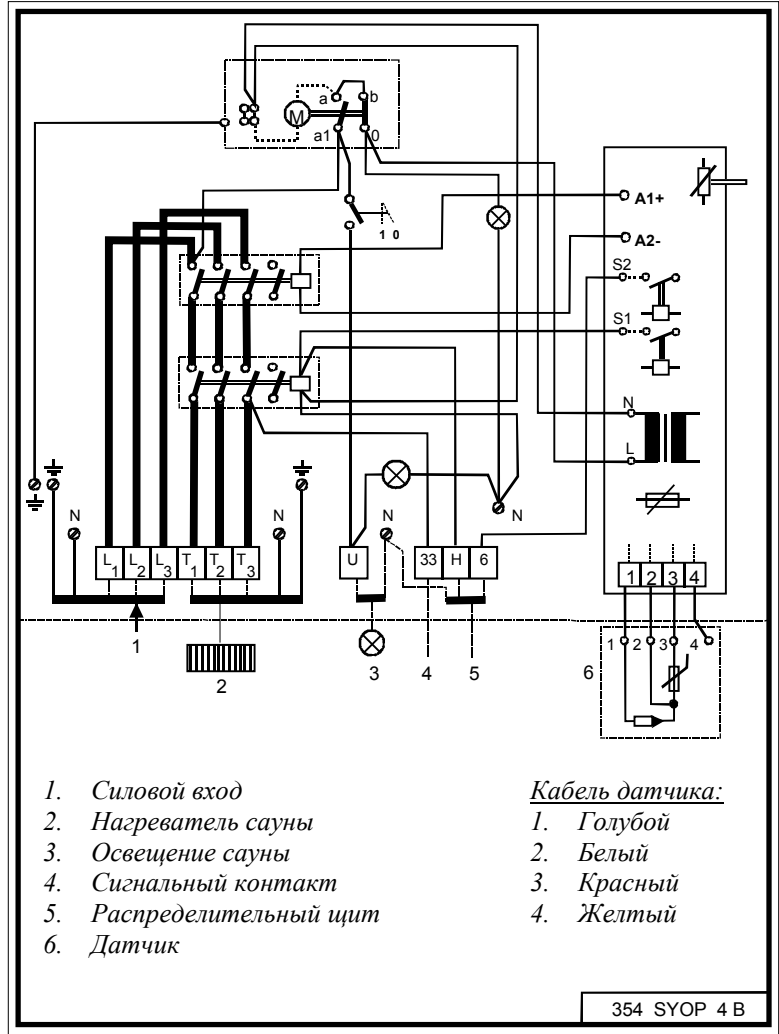 a b
M
a1 0
1 0
A1+
A2-
S2
S1
N
L
N N N N
L1 L2 L3 T1 T2 T3 U 33 H 6
1 2 3 4
1 2 3 4
1 2 3 4 5 6
1. Силовой вход
2. Нагреватель сауны
3. Освещение сауны
4. Сигнальный контакт
5. Распределительный щит
6. Датчик
Кабель датчика:
1. Голубой
2. Белый
3. Красный
4. Желтый
354 SYOP 4 B